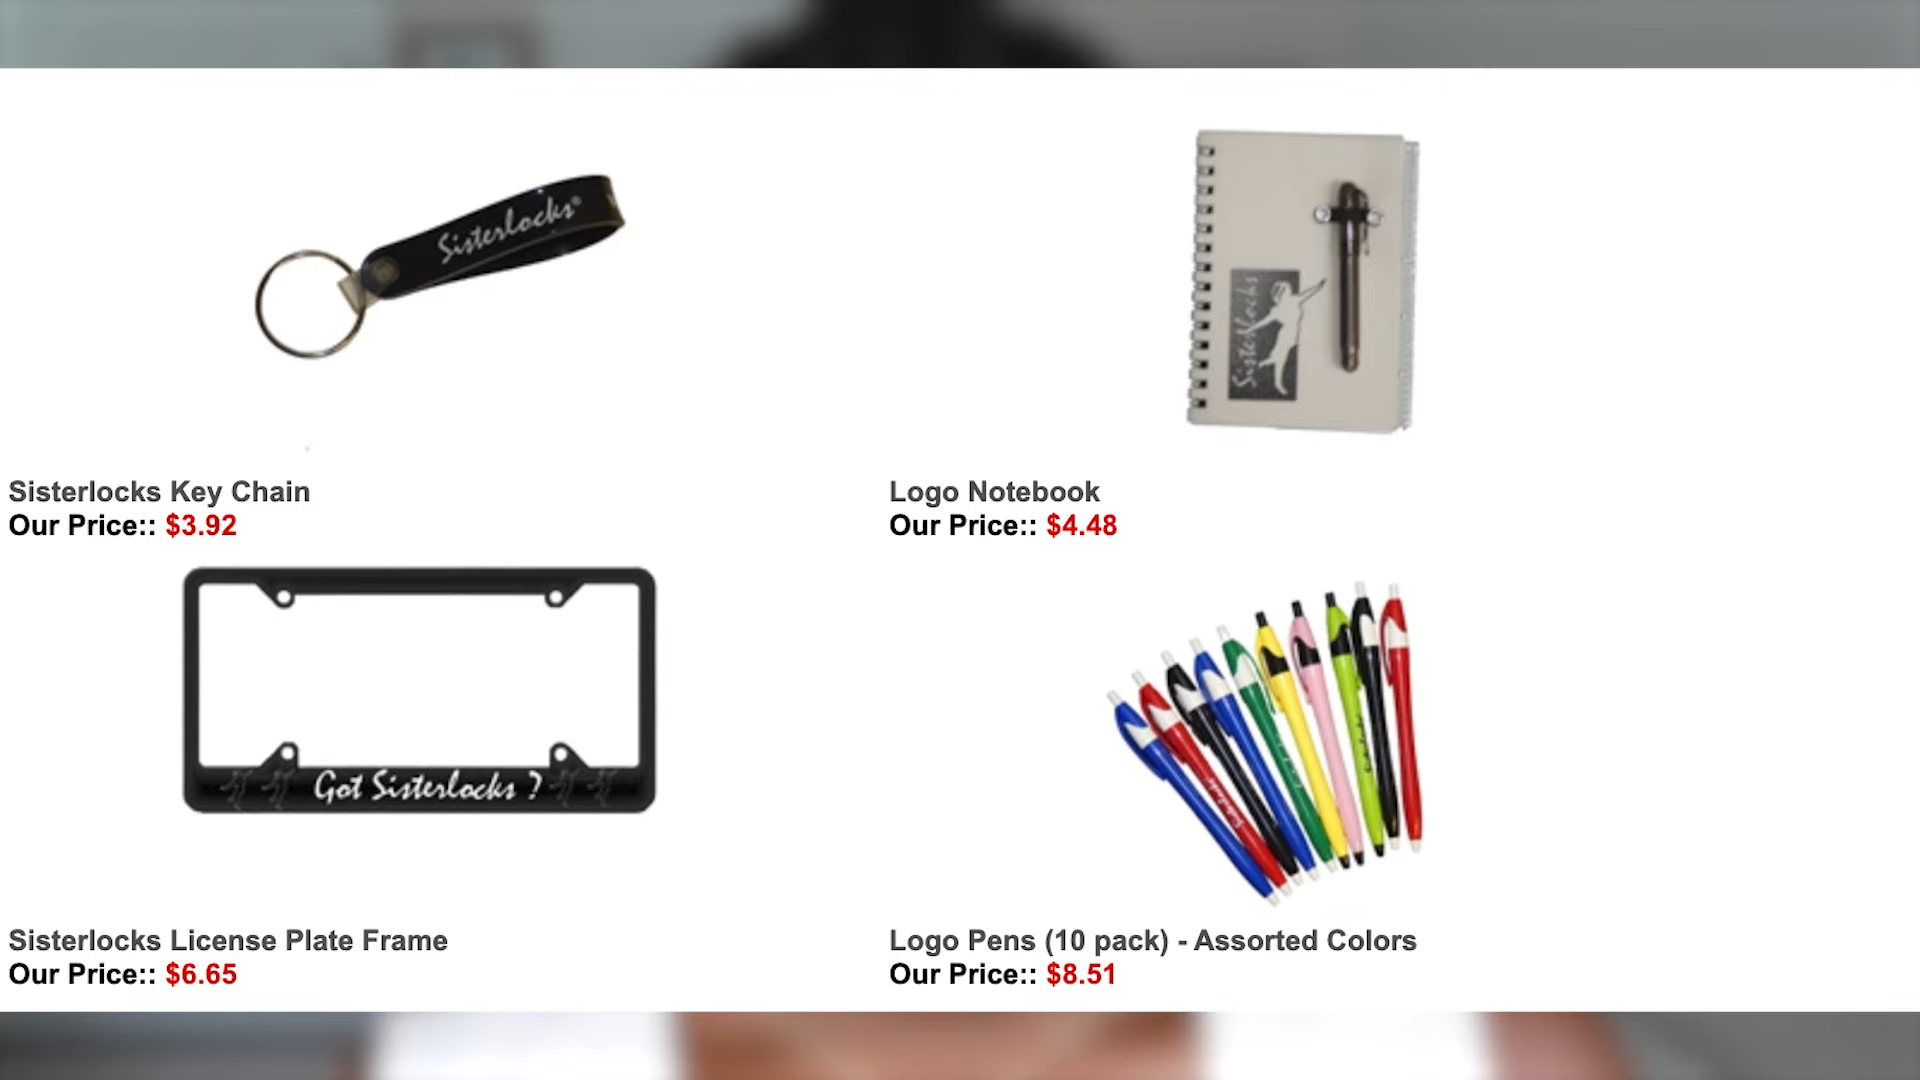 Sisterlocks®
Sisterlocks
Sisterlocks Key Chain
Our Price:: $3.92
Logo Notebook
Our Price:: $4.48
Got Sisterlocks ?
Sisterlocks License Plate Frame
Our Price:: $6.65
Logo Pens (10 pack) - Assorted Colors
Our Price:: $8.51